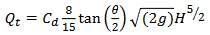 Q_t = C_d 8/15 tan(θ/2) √(2g) H^5/2